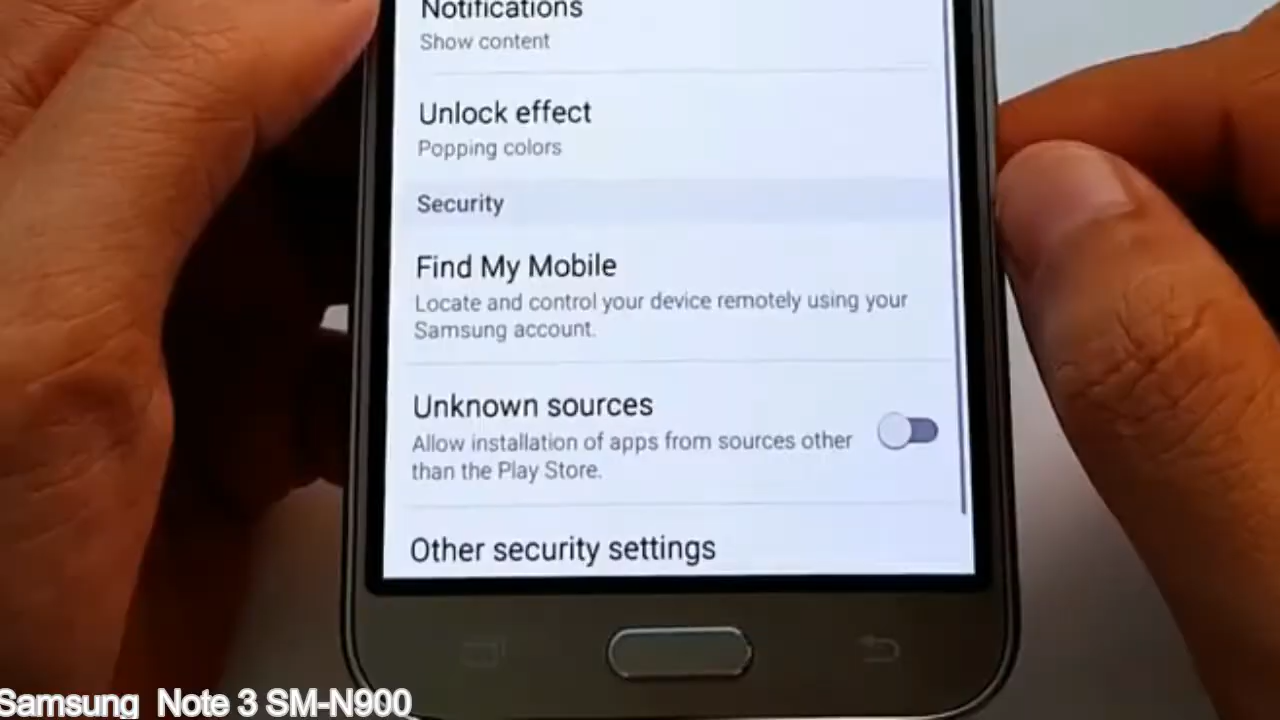 Notifications
Show content
Unlock effect
Popping colors
Security
Find My Mobile
Locate and control your device remotely using your
Samsung account.
Unknown sources
Allow installation of apps from sources other
than the Play Store.
Other security settings
Samsung Note 3 SM-N900